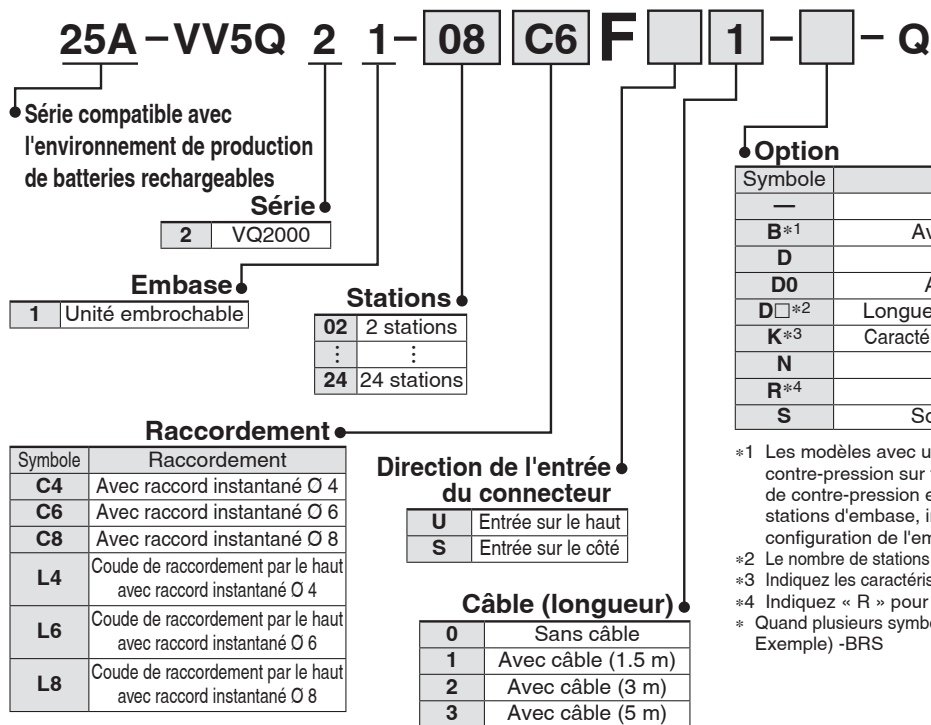 25A - VV5Q 2 1 - 08 C6 F 1 - - Q
Série compatible avec
l'environnement de production
de batteries rechargeables
Série
2 VQ2000
Embase
1 Unité embrochable
Stations
02 2 stations
⋮ ⋮
24 24 stations
Raccordement
Symbole Raccordement
C4 Avec raccord instantané Ø 4
C6 Avec raccord instantané Ø 6
C8 Avec raccord instantané Ø 8
L4 Coude de raccordement par le haut
avec raccord instantané Ø 4
L6 Coude de raccordement par le haut
avec raccord instantané Ø 6
L8 Coude de raccordement par le haut
avec raccord instantané Ø 8
Direction de l'entrée
du connecteur
U Entrée sur le haut
S Entrée sur le côté
Câble (longueur)
0 Sans câble
1 Avec câble (1.5 m)
2 Avec câble (3 m)
3 Avec câble (5 m)
Option
Symbole
—
B*1
D
D0
D□*2 Longue
K*3 Caracté
N
R*4
S
*1 Les modèles avec u
contre-pression sur
de contre-pression e
stations d'embase, i
configuration de l'em
*2 Le nombre de stations
*3 Indiquez les caractéris
*4 Indiquez « R » pour
* Quand plusieurs symb
Exemple) -BRS